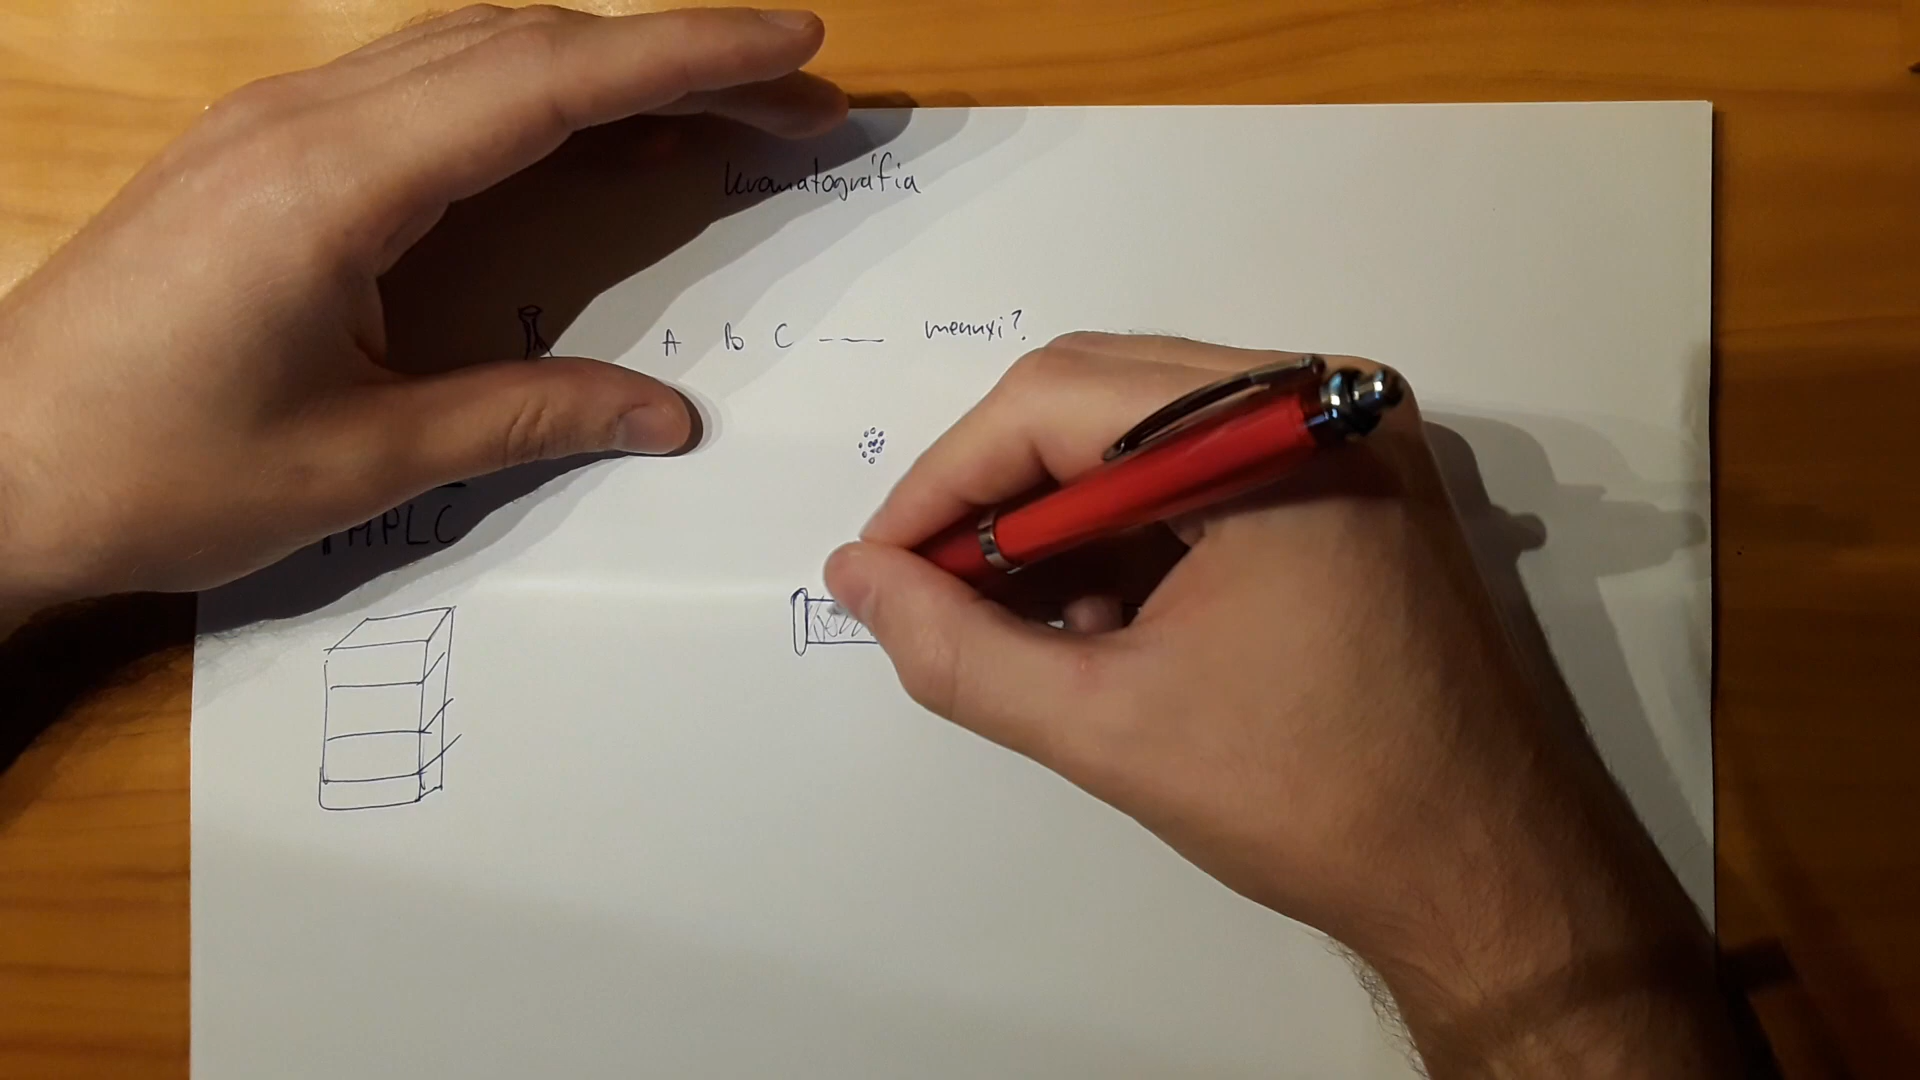 kromatográfia
A B C —— mennyi?
HPLC